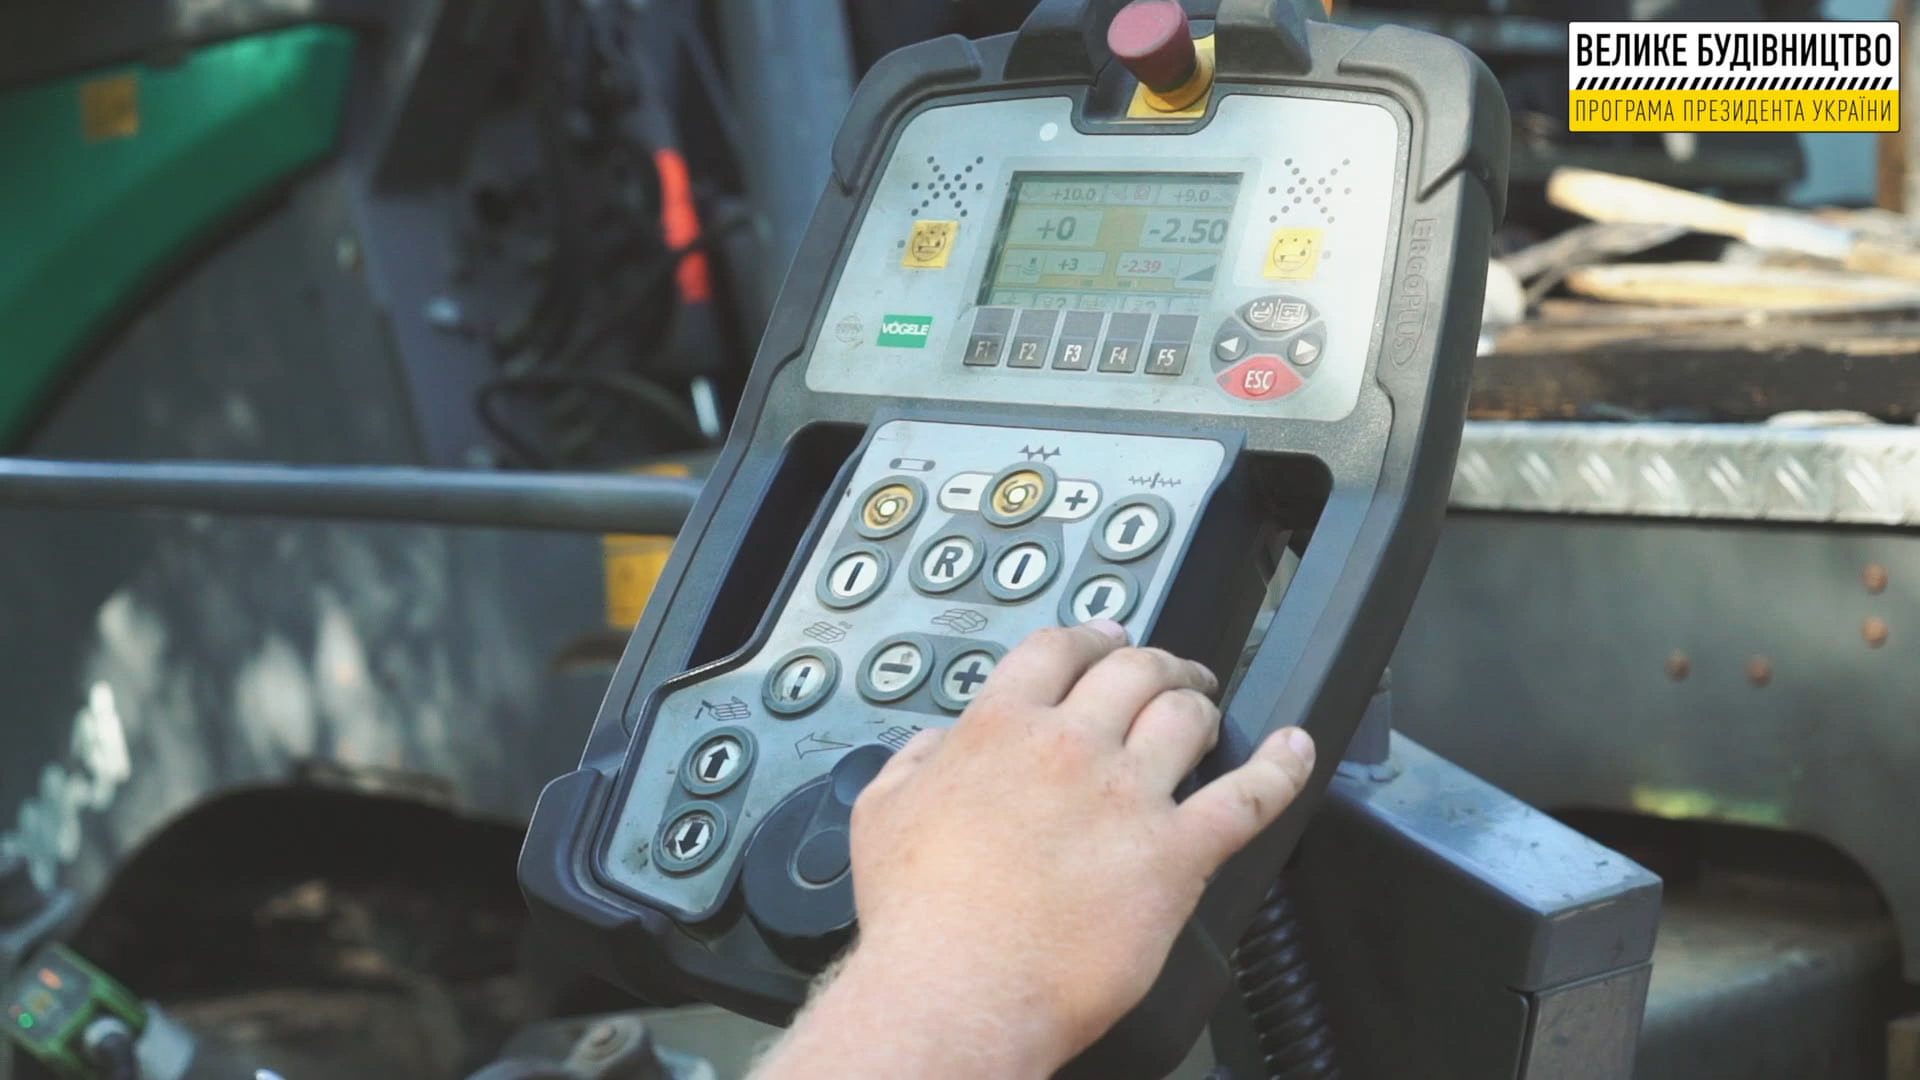 ВЕЛИКЕ БУДІВНИЦТВО
ПРОГРАМА ПРЕЗИДЕНТА УКРАЇНИ
+10.0 +9.0
+0 -2.50
+3 -2.39
VÖGELE
F1 F2 F3 F4 F5
ESC
ERGOPLUS
- +
I R I
- +